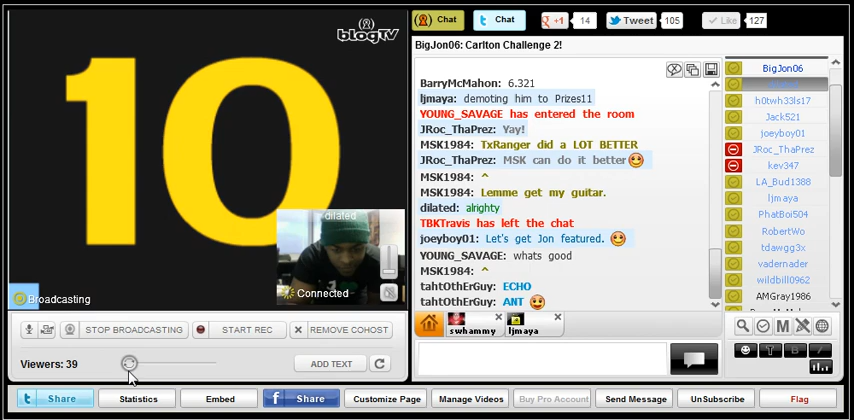 10
blogTV
dilated
Broadcasting
Connected
STOP BROADCASTING
START REC
REMOVE COHOST
Viewers: 39
ADD TEXT
Chat
Chat
g+ +1
14
Tweet
105
Like
127
BigJon06: Carlton Challenge 2!
BarryMcMahon: 6.321
ljmaya: demoting him to Prizes11
YOUNG_SAVAGE has entered the room
JRoc_ThaPrez: Yay!
MSK1984: TxRanger did a LOT BETTER
JRoc_ThaPrez: MSK can do it better
MSK1984: ^
MSK1984: Lemme get my guitar.
dilated: alrighty
TBKTravis has left the chat
joeyboy01: Let's get Jon featured.
YOUNG_SAVAGE: whats good
MSK1984: ^
tahtOthErGuy: ECHO
tahtOthErGuy: ANT
swhammy
ljmaya
BigJon06
h0twh33ls17
Jack521
joeyboy01
JRoc_ThaPrez
kev347
LA_Bud1388
ljmaya
PhatBoi504
RobertWo
tdawgg3x
vadernader
wildbill0962
AMGray1986
M
T
B
I
Share
Statistics
Embed
f Share
Customize Page
Manage Videos
Buy Pro Account
Send Message
UnSubscribe
Flag